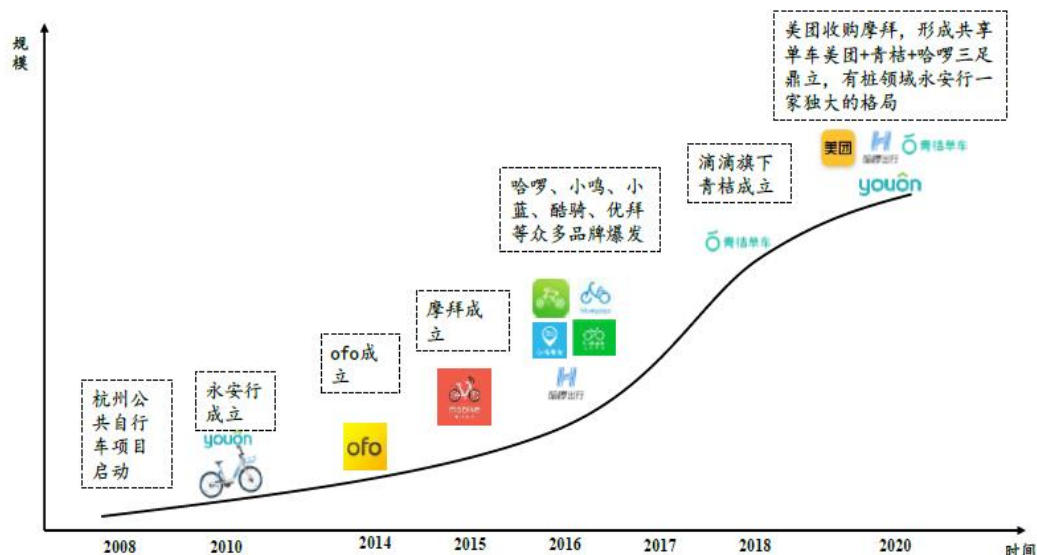 规
模
美团收购摩拜，形成共享
单车美团+青桔+哈啰三足
鼎立，有桩领域永安行一
家独大的格局
美团
哈啰出行
青桔单车
youon
滴滴旗下
青桔成立
青桔单车
哈啰、小鸣、小
蓝、酷骑、优拜
等众多品牌爆发
哈啰出行
摩拜成
立
mobike
ofo成
立
ofo
永安行
成立
youon
杭州公
共自行
车项目
启动
2008
2010
2014
2015
2016
2017
2018
2020
时间